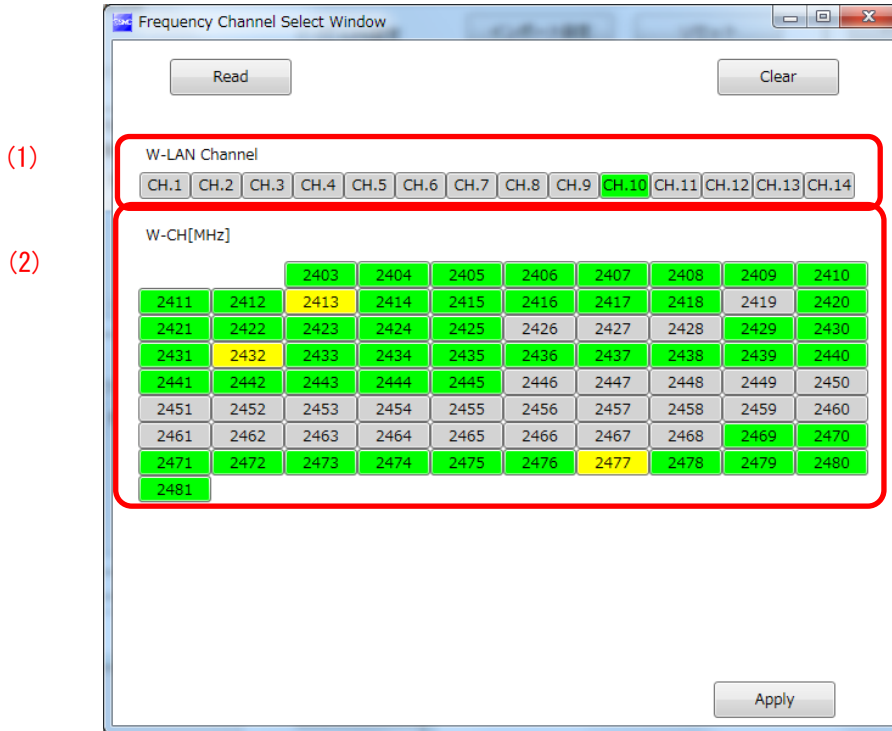 Frequency Channel Select Window
Read Clear
(1)
W-LAN Channel
CH.1 CH.2 CH.3 CH.4 CH.5 CH.6 CH.7 CH.8 CH.9 CH.10 CH.11 CH.12 CH.13 CH.14
(2)
W-CH[MHz]
2403 2404 2405 2406 2407 2408 2409 2410
2411 2412 2413 2414 2415 2416 2417 2418 2419 2420
2421 2422 2423 2424 2425 2426 2427 2428 2429 2430
2431 2432 2433 2434 2435 2436 2437 2438 2439 2440
2441 2442 2443 2444 2445 2446 2447 2448 2449 2450
2451 2452 2453 2454 2455 2456 2457 2458 2459 2460
2461 2462 2463 2464 2465 2466 2467 2468 2469 2470
2471 2472 2473 2474 2475 2476 2477 2478 2479 2480
2481
Apply